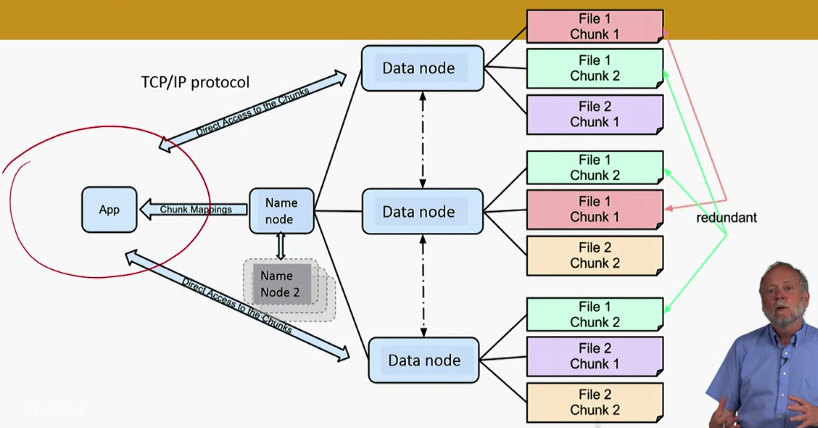 TCP/IP protocol
Direct Access to the Chunks
App
Chunk Mappings
Name
node
Name
Node 2
Direct Access to the Chunks
Data node
Data node
Data node
File 1
Chunk 1
File 1
Chunk 2
File 2
Chunk 1
File 1
Chunk 2
File 1
Chunk 1
File 2
Chunk 2
File 1
Chunk 2
File 2
Chunk 1
File 2
Chunk 2
redundant